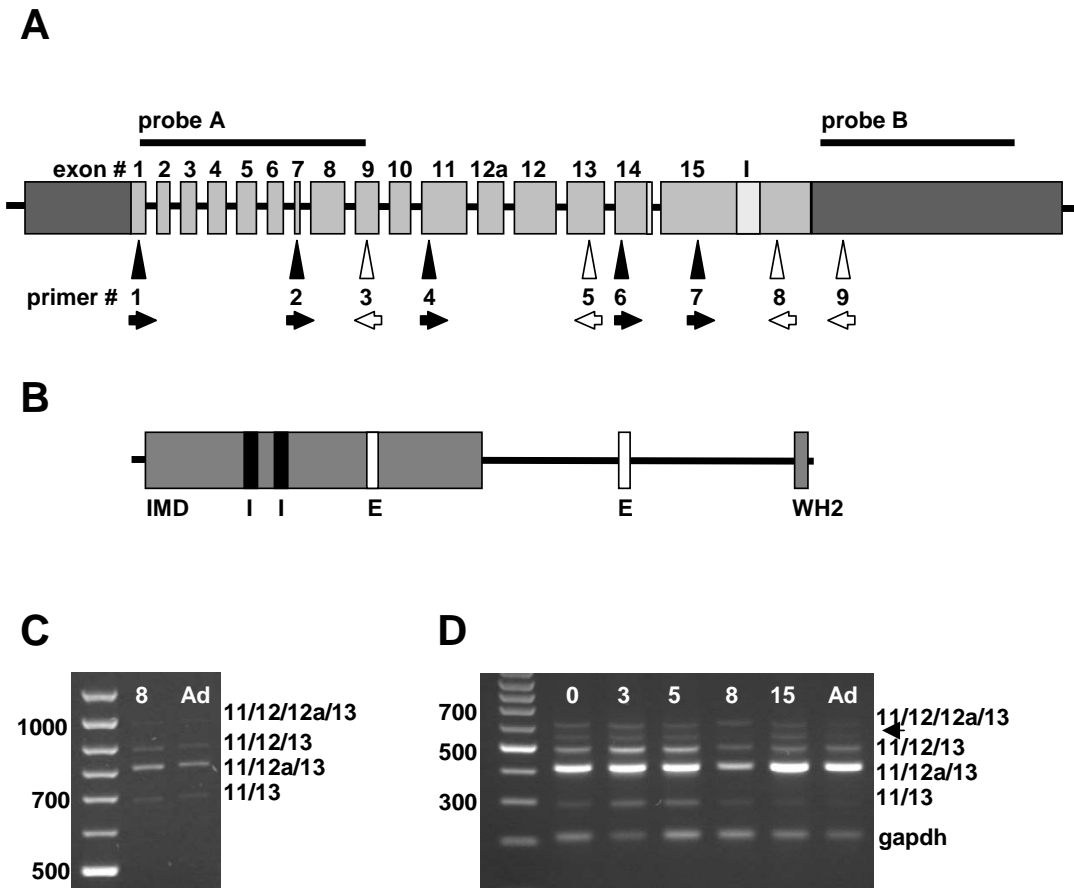 A
probe A probe B
exon # 1 2 3 4 5 6 7 8 9 10 11 12a 12 13 14 15 I
primer # 1 2 3 4 5 6 7 8 9
B
IMD I I E E WH2
C
8 Ad
1000
700
500
11/12/12a/13
11/12/13
11/12a/13
11/13
D
0 3 5 8 15 Ad
700
500
300
11/12/12a/13
11/12/13
11/12a/13
11/13
gapdh